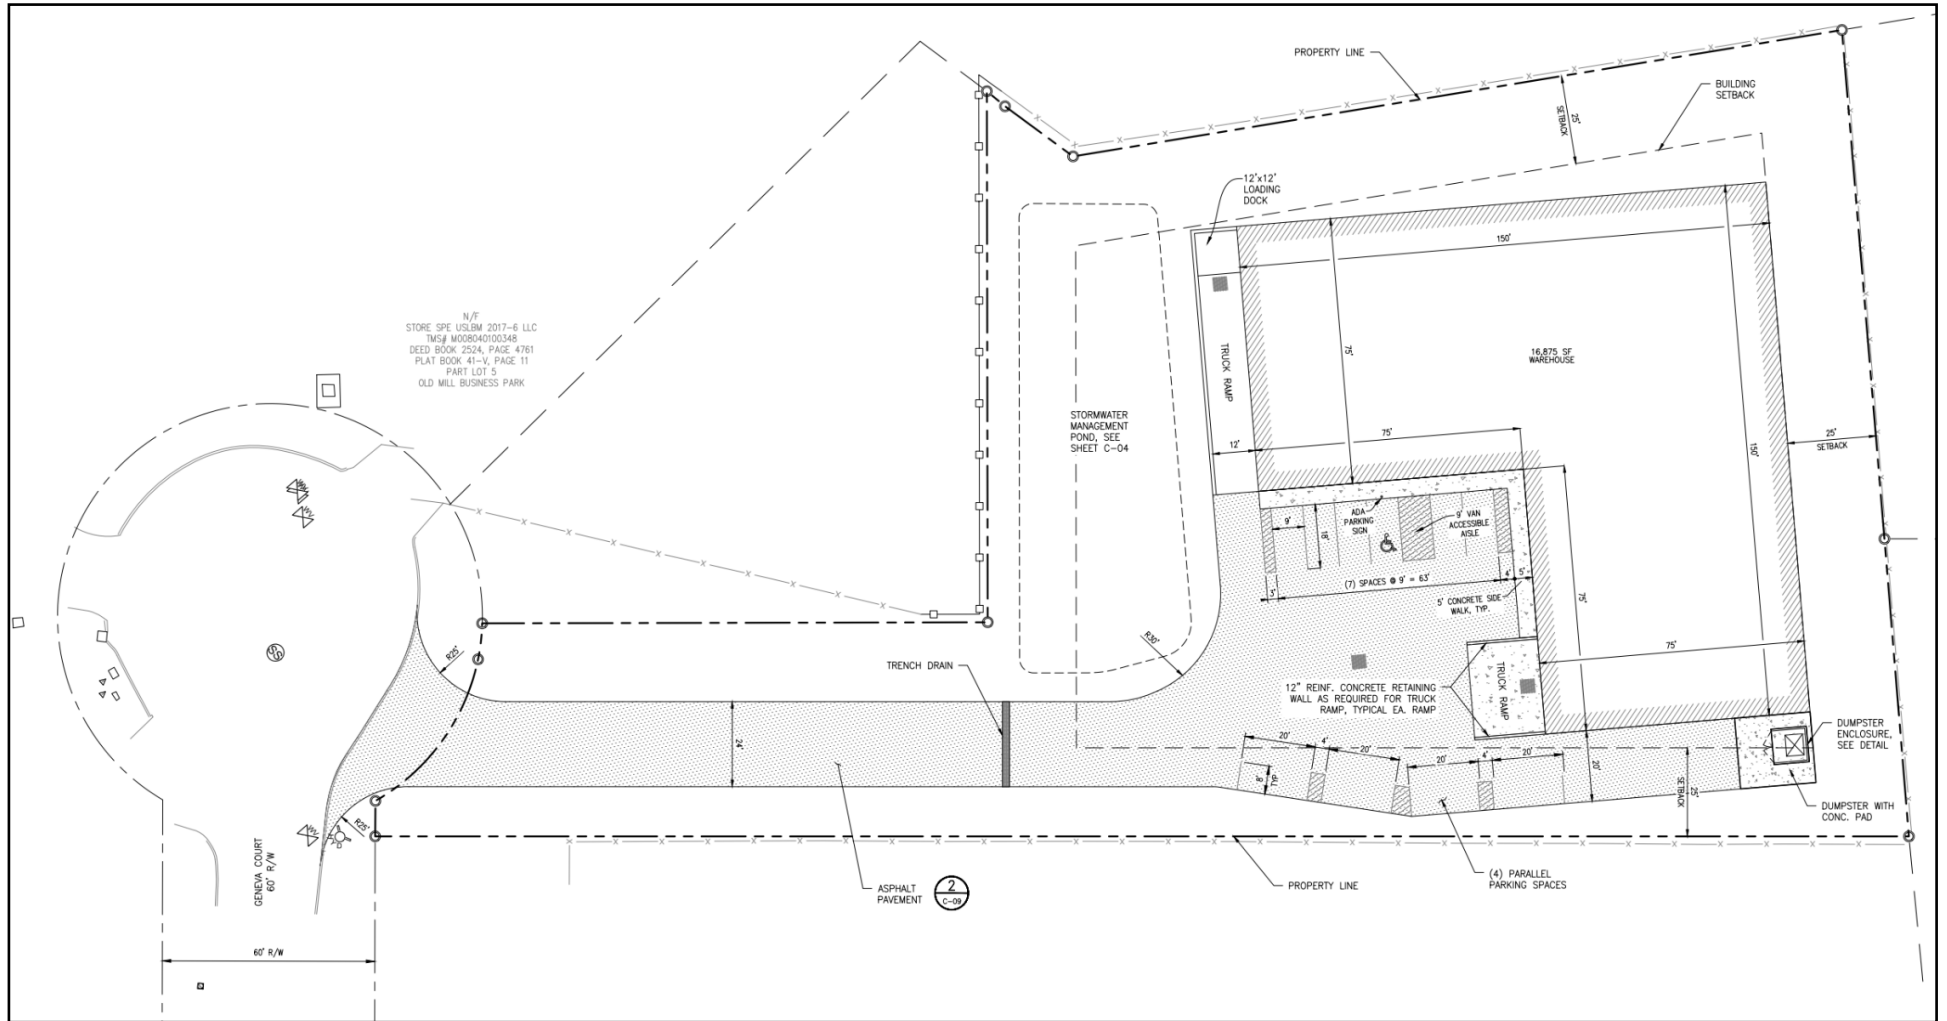 PROPERTY LINE
BUILDING
SETBACK
25'
SETBACK
12'x12'
LOADING
DOCK
150'
N/F
STORE SPE USLBM 2017-6 LLC
TMS# M008040100348
DEED BOOK 2524, PAGE 4761
PLAT BOOK 41-V, PAGE 11
PART LOT 5
OLD MILL BUSINESS PARK
75'
TRUCK RAMP
16,875 SF
WAREHOUSE
STORMWATER
MANAGEMENT
POND, SEE
SHEET C-04
12'
75'
150'
25'
SETBACK
WV
WV
9'
18'
ADA
PARKING
SIGN
9' VAN
ACCESSIBLE
AISLE
(7) SPACES @ 9' = 63'
3'
4'
5'
5' CONCRETE SIDE
WALK, TYP.
75'
75'
SS
R25'
R30'
TRENCH DRAIN
12" REINF. CONCRETE RETAINING
WALL AS REQUIRED FOR TRUCK
RAMP, TYPICAL EA. RAMP
TRUCK RAMP
24'
20'
4'
20'
20'
4'
20'
20'
8'
TYP.
25'
SETBACK
DUMPSTER
ENCLOSURE,
SEE DETAIL
DUMPSTER WITH
CONC. PAD
R25'
WV
GENEVA COURT
60' R/W
ASPHALT
PAVEMENT
2
C-09
PROPERTY LINE
(4) PARALLEL
PARKING SPACES
60' R/W